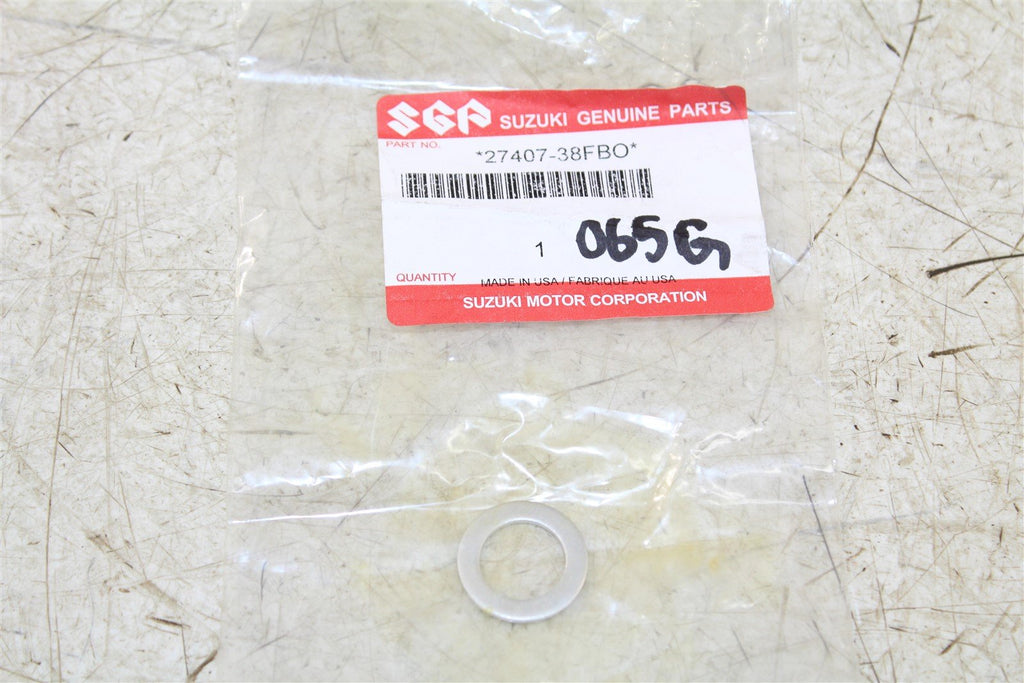 SGP SUZUKI GENUINE PARTS
PART NO.
*27407-38FB0*
1 065G
QUANTITY
MADE IN USA / FABRIQUE AU USA
SUZUKI MOTOR CORPORATION